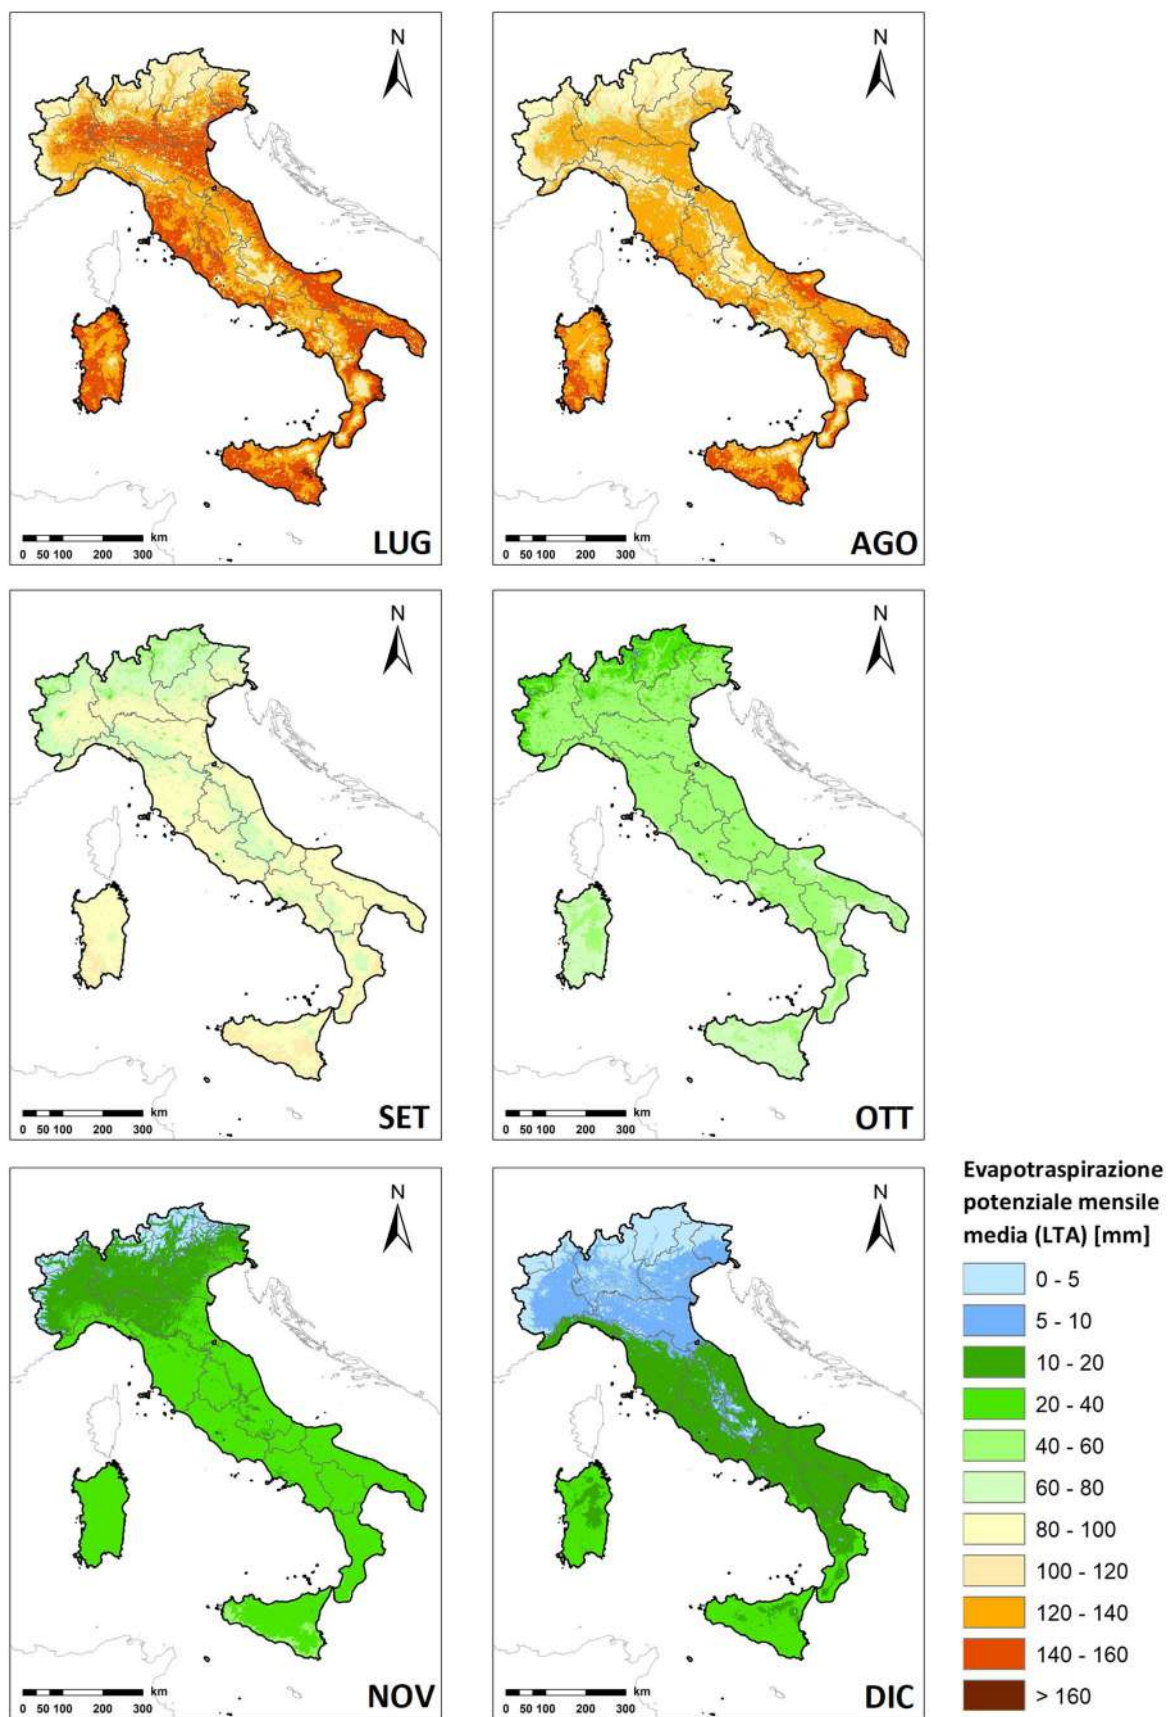 N
km
0 50 100 200 300
LUG
N
km
0 50 100 200 300
AGO
N
km
0 50 100 200 300
SET
N
km
0 50 100 200 300
OTT
N
km
0 50 100 200 300
NOV
N
km
0 50 100 200 300
DIC
Evapotraspirazione
potenziale mensile
media (LTA) [mm]
0 - 5
5 - 10
10 - 20
20 - 40
40 - 60
60 - 80
80 - 100
100 - 120
120 - 140
140 - 160
> 160